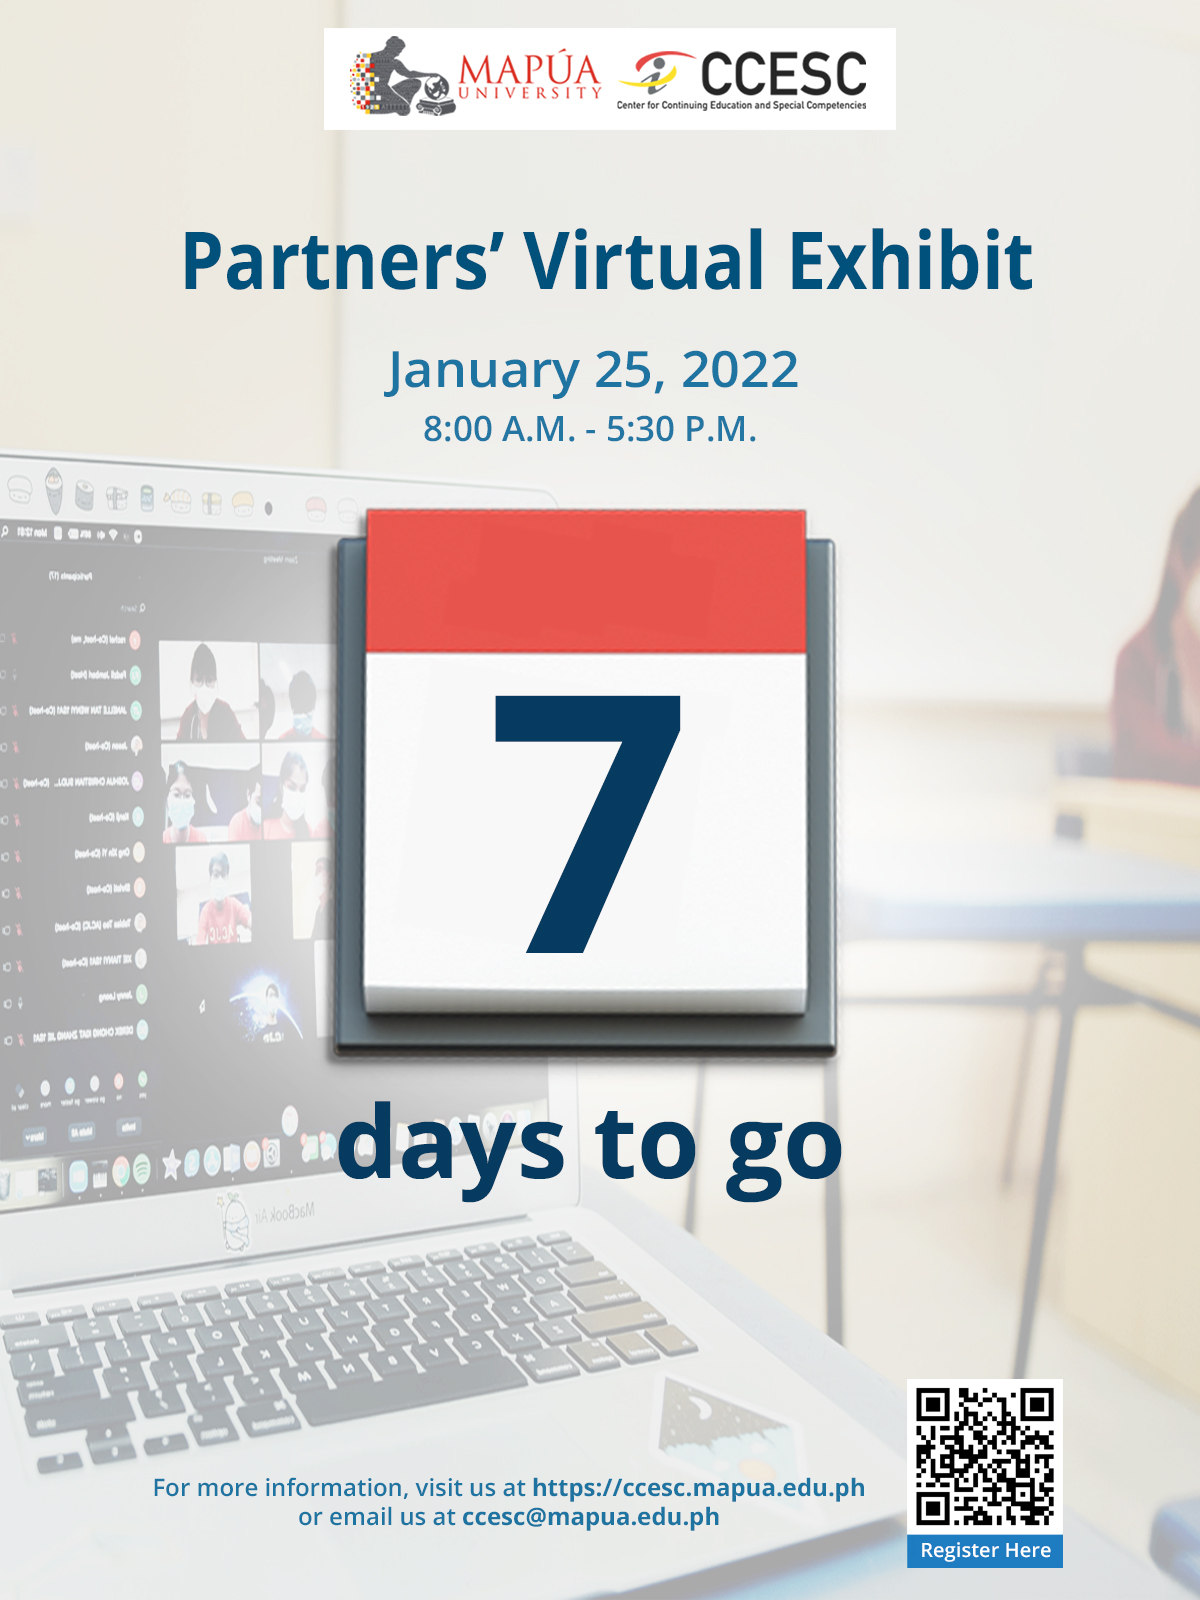 MAPÚA
UNIVERSITY
CCESC
Center for Continuing Education and Special Competencies
Partners’ Virtual Exhibit
January 25, 2022
8:00 A.M. - 5:30 P.M.
7
days to go
MacBook Air
For more information, visit us at https://ccesc.mapua.edu.ph
or email us at ccesc@mapua.edu.ph
Register Here